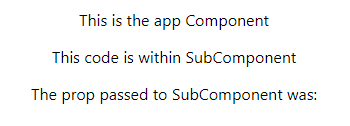 This is the app Component
This code is within SubComponent
The prop passed to SubComponent was: